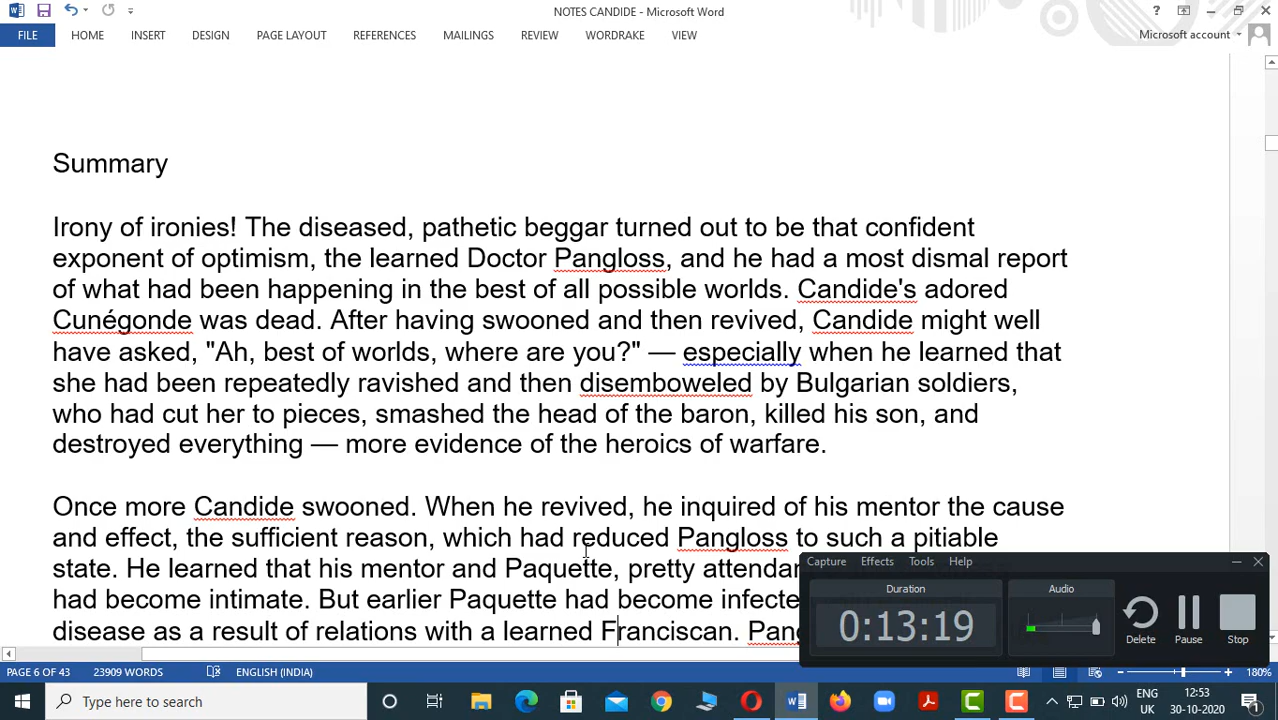 NOTES CANDIDE - Microsoft Word
?
FILE HOME INSERT DESIGN PAGE LAYOUT REFERENCES MAILINGS REVIEW WORDRAKE VIEW Microsoft account
Summary
Irony of ironies! The diseased, pathetic beggar turned out to be that confident
exponent of optimism, the learned Doctor Pangloss, and he had a most dismal report
of what had been happening in the best of all possible worlds. Candide's adored
Cunégonde was dead. After having swooned and then revived, Candide might well
have asked, "Ah, best of worlds, where are you?" — especially when he learned that
she had been repeatedly ravished and then disemboweled by Bulgarian soldiers,
who had cut her to pieces, smashed the head of the baron, killed his son, and
destroyed everything — more evidence of the heroics of warfare.
Once more Candide swooned. When he revived, he inquired of his mentor the cause
and effect, the sufficient reason, which had reduced Pangloss to such a pitiable
state. He learned that his mentor and Paquette, pretty attendan
had become intimate. But earlier Paquette had become infecte
disease as a result of relations with a learned Franciscan. Pang
Capture Effects Tools Help
Duration Audio
0:13:19
Delete Pause Stop
PAGE 6 OF 43 23909 WORDS ENGLISH (INDIA) 180%
Type here to search
ENG
UK
12:53
30-10-2020
1